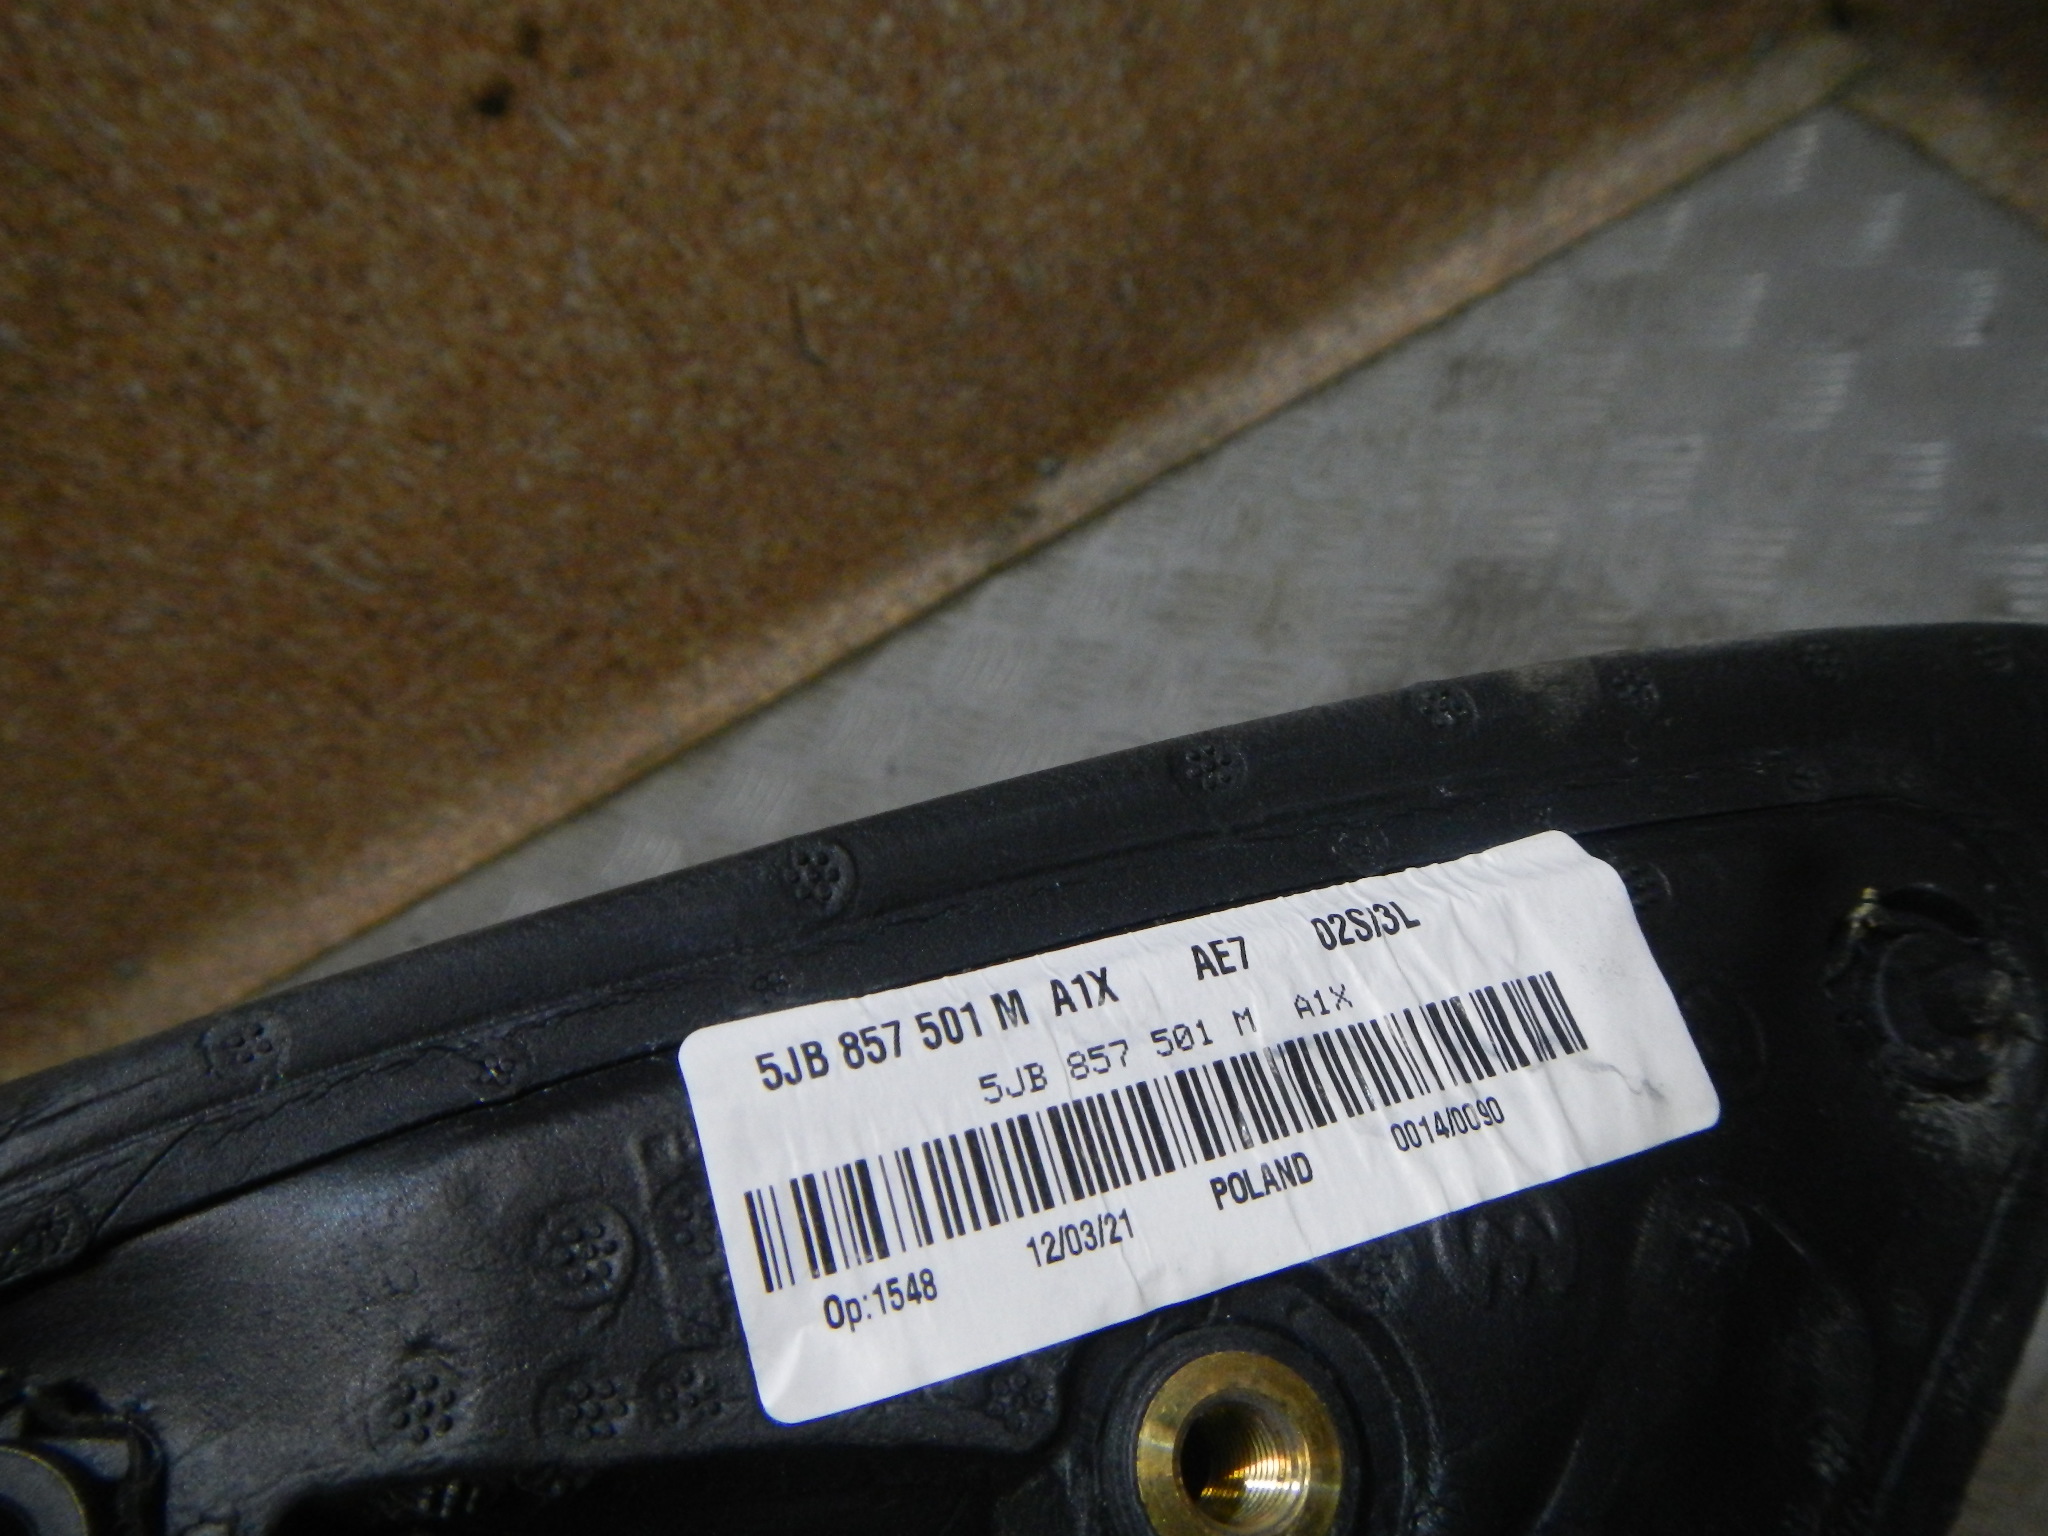 5JB 857 501 M A1X AE7 02S/3L
5JB 857 501 M A1X
Op:1548 12/03/21 POLAND 0014/0090